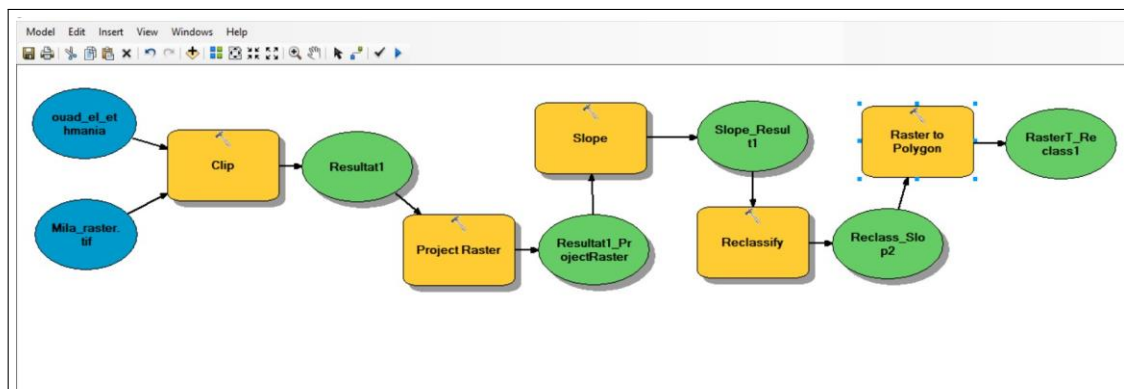 Model Edit Insert View Windows Help
ouad_el_et
hmania
Clip
Resultat1
Mila_raster.
tif
Project Raster
Resultat1_Pr
ojectRaster
Slope
Slope_Resul
t1
Reclassify
Reclass_Slo
p2
Raster to
Polygon
RasterT_Re
class1